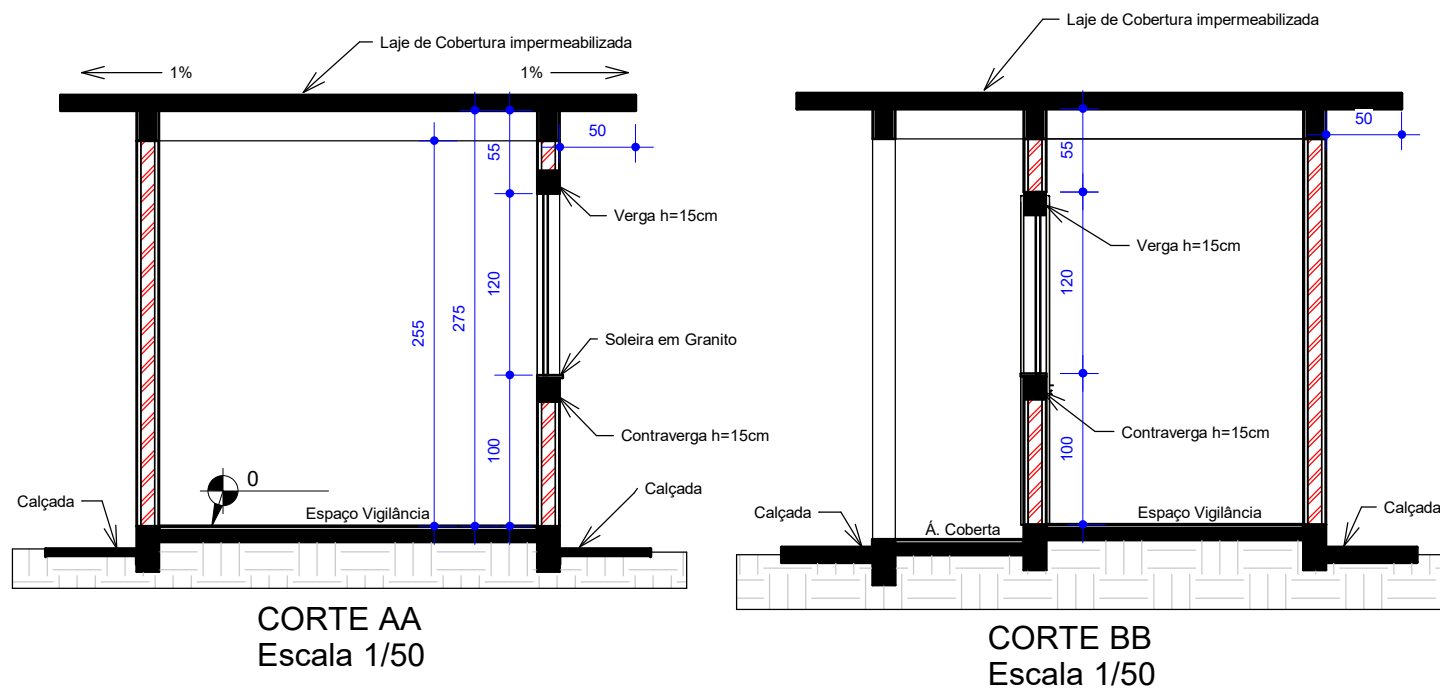 Laje de Cobertura impermeabilizada
1%
1%
50
55
Verga h=15cm
120
275
255
Soleira em Granito
Contraverga h=15cm
100
0
Calçada
Espaço Vigilância
Calçada
CORTE AA
Escala 1/50
Laje de Cobertura impermeabilizada
50
55
Verga h=15cm
120
Contraverga h=15cm
100
Calçada
Á. Coberta
Espaço Vigilância
Calçada
CORTE BB
Escala 1/50